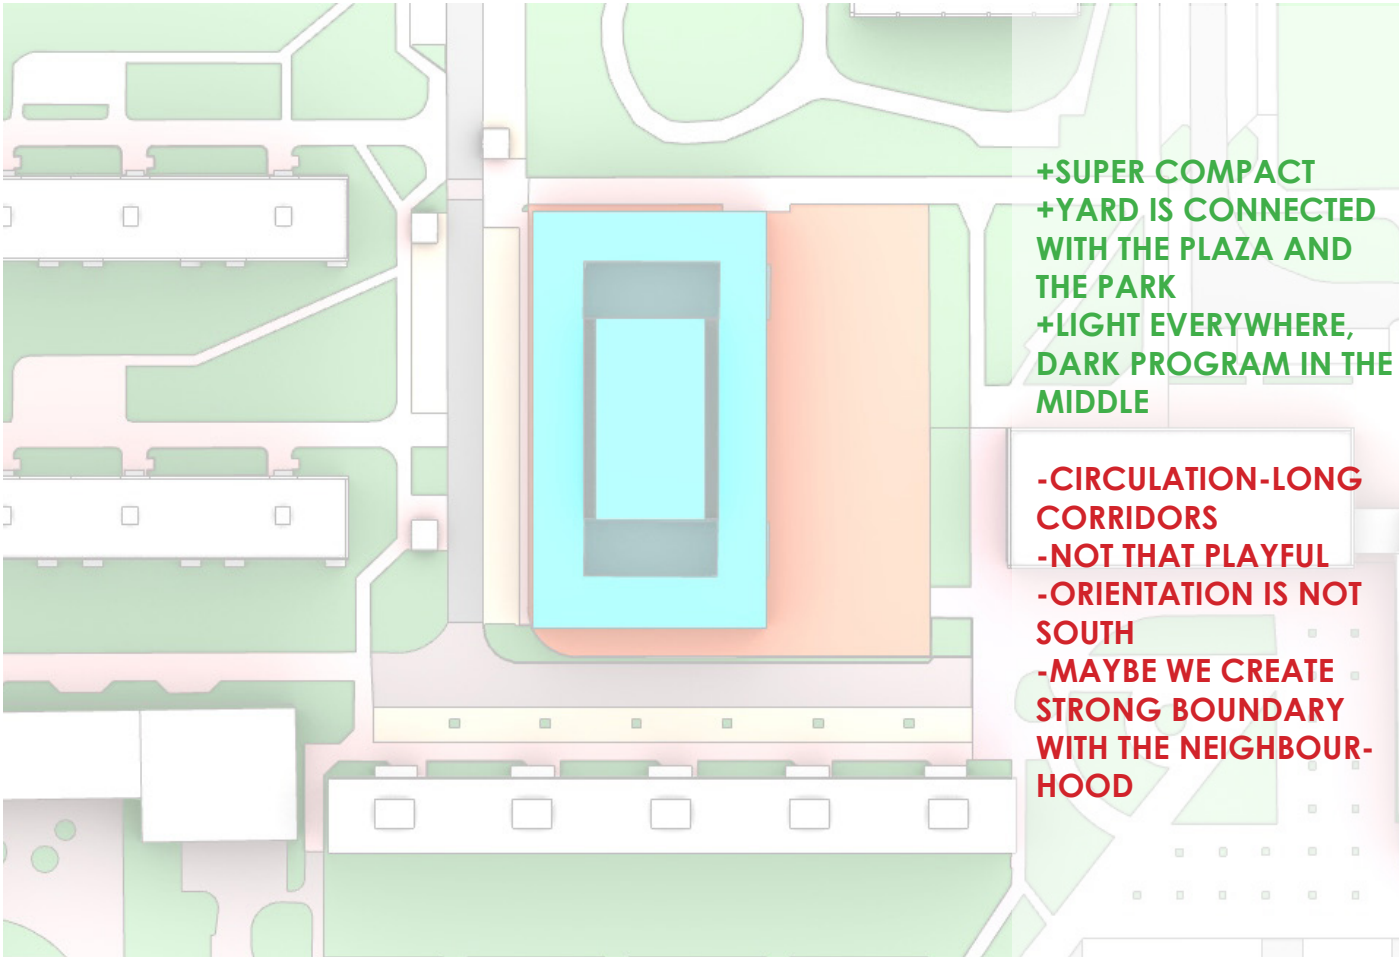 +SUPER COMPACT
+YARD IS CONNECTED
WITH THE PLAZA AND
THE PARK
+LIGHT EVERYWHERE,
DARK PROGRAM IN THE
MIDDLE
-CIRCULATION-LONG
CORRIDORS
-NOT THAT PLAYFUL
-ORIENTATION IS NOT
SOUTH
-MAYBE WE CREATE
STRONG BOUNDARY
WITH THE NEIGHBOUR-
HOOD